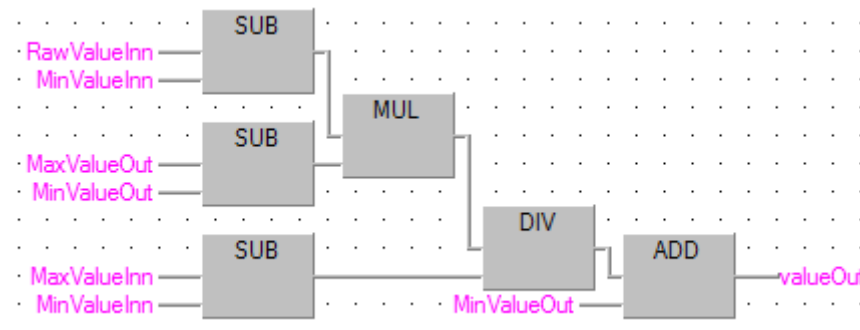 SUB
RawValueInn
MinValueInn
MUL
SUB
MaxValueOut
MinValueOut
DIV
SUB
ADD
MaxValueInn
valueOut
MinValueInn
MinValueOut